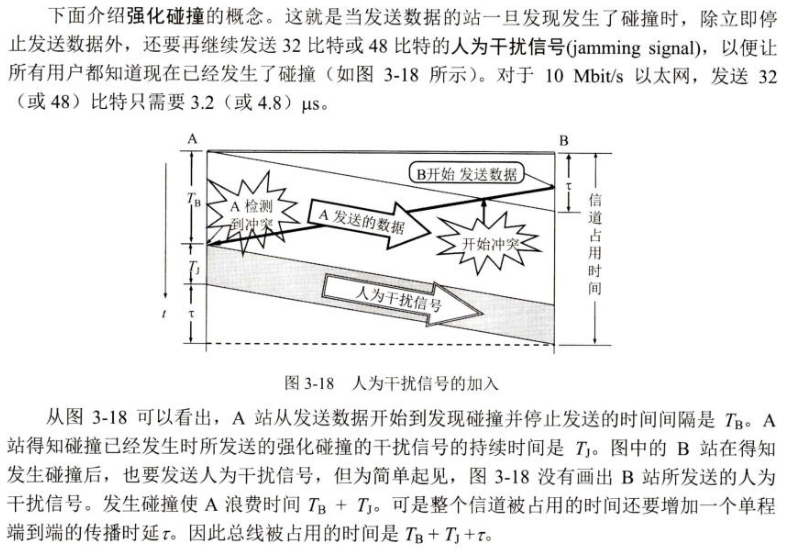 下面介绍强化碰撞的概念。这就是当发送数据的站一旦发现发生了碰撞时，除立即停
止发送数据外，还要再继续发送 32 比特或 48 比特的人为干扰信号(jamming signal)，以便让
所有用户都知道现在已经发生了碰撞（如图 3-18 所示）。对于 10 Mbit/s 以太网，发送 32
（或 48）比特只需要 3.2（或 4.8）μs。
A
B
B开始 发送数据
τ
T_B
A 检测
到冲突
A 发送的数据
开始冲突
信道占用时间
T_J
人为干扰信号
t
τ
图 3-18 人为干扰信号的加入
从图 3-18 可以看出，A 站从发送数据开始到发现碰撞并停止发送的时间间隔是 T_B。A
站得知碰撞已经发生时所发送的强化碰撞的干扰信号的持续时间是 T_J。图中的 B 站在得知
发生碰撞后，也要发送人为干扰信号，但为简单起见，图 3-18 没有画出 B 站所发送的人为
干扰信号。发生碰撞使 A 浪费时间 T_B + T_J。可是整个信道被占用的时间还要增加一个单程
端到端的传播时延τ。因此总线被占用的时间是 T_B + T_J +τ。